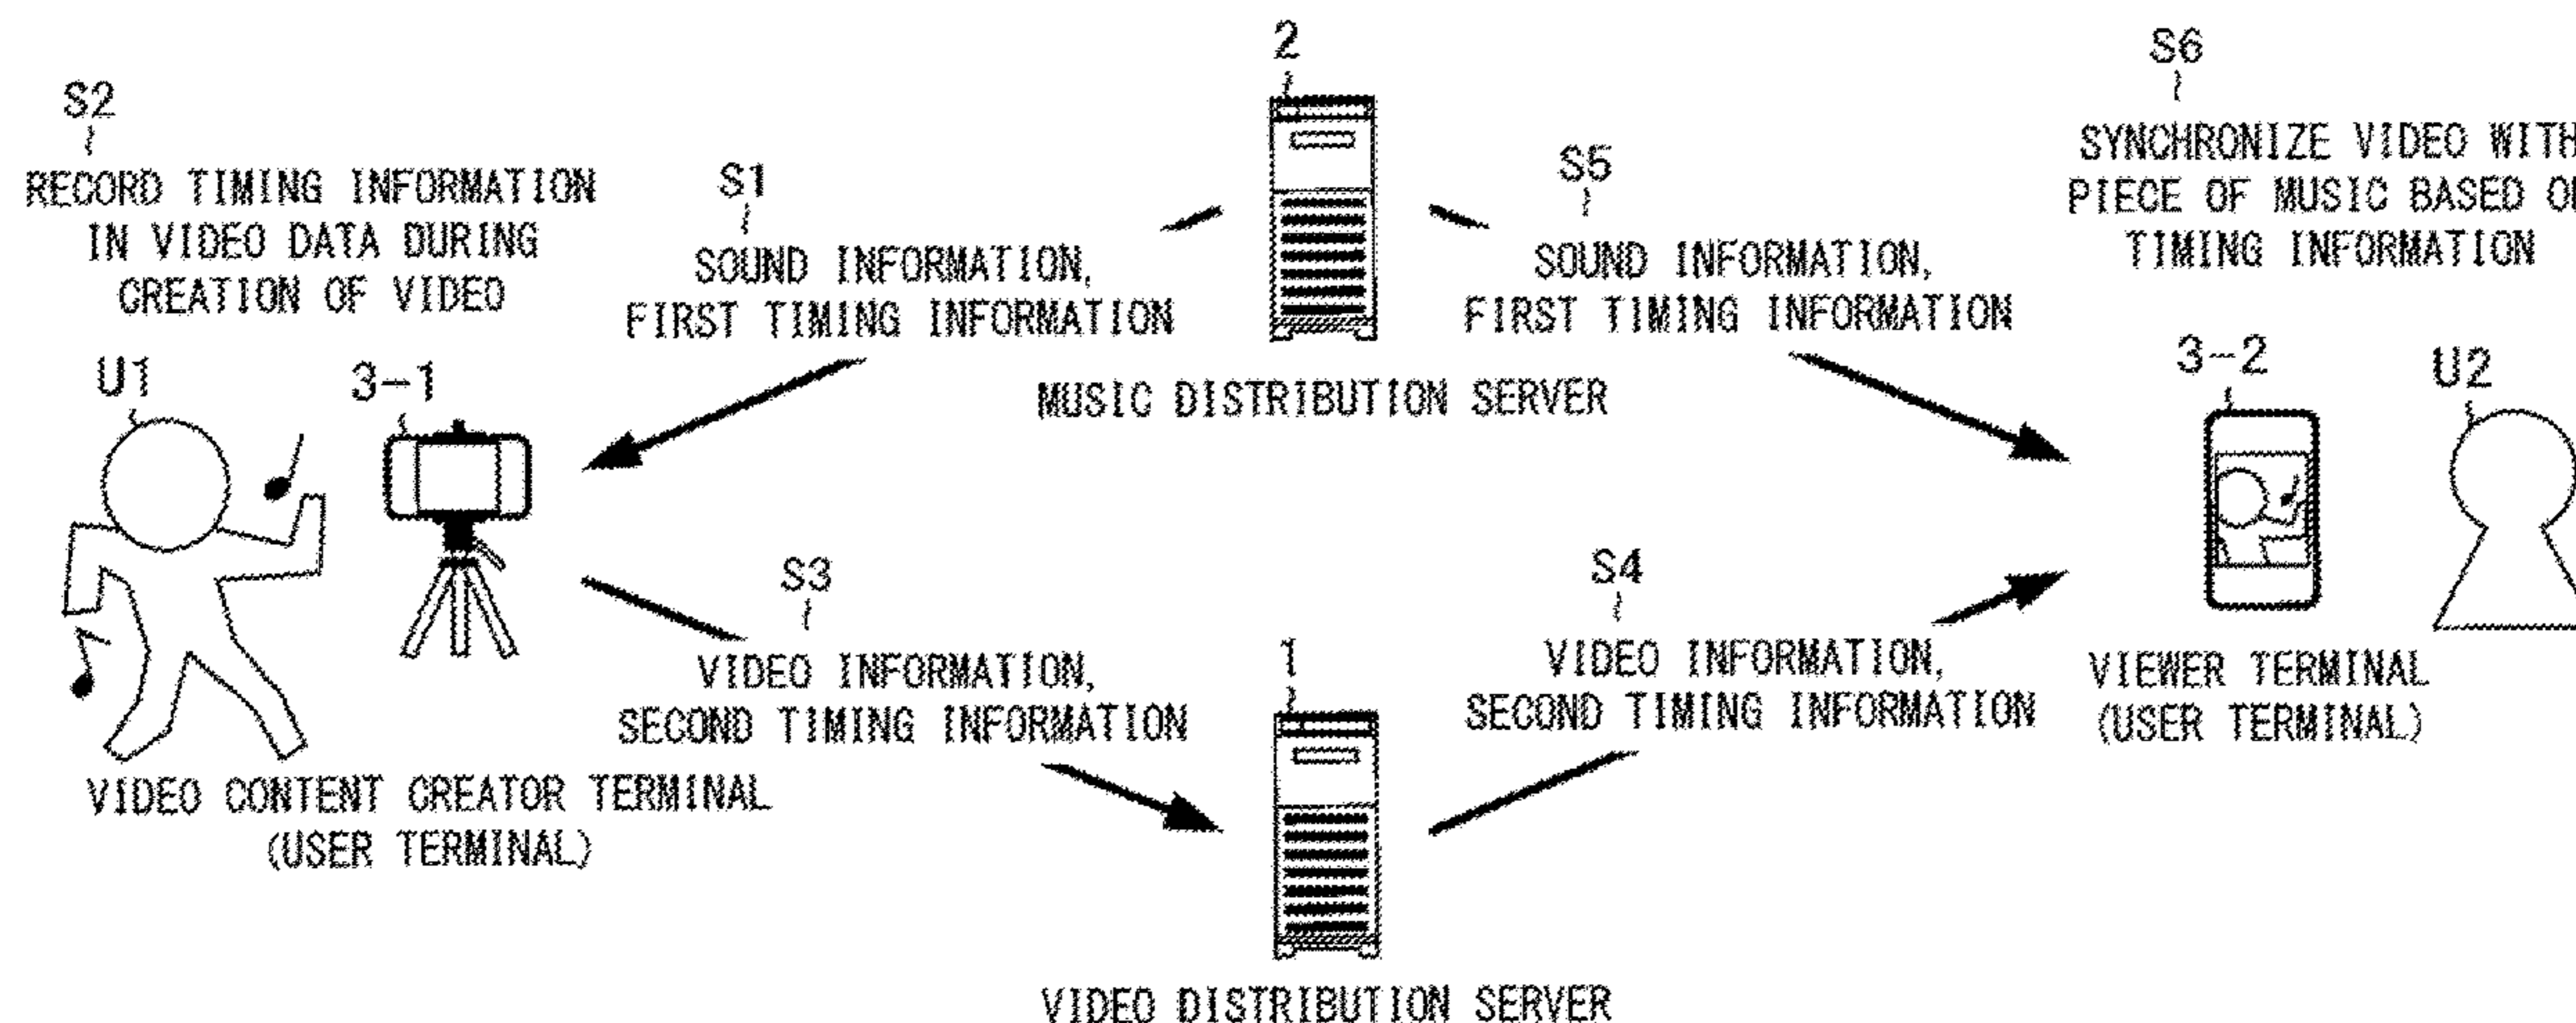 S2
RECORD TIMING INFORMATION
IN VIDEO DATA DURING
CREATION OF VIDEO
S1
SOUND INFORMATION,
FIRST TIMING INFORMATION
2
MUSIC DISTRIBUTION SERVER
S5
SOUND INFORMATION,
FIRST TIMING INFORMATION
S6
SYNCHRONIZE VIDEO WITH
PIECE OF MUSIC BASED ON
TIMING INFORMATION
U1
3-1
VIDEO CONTENT CREATOR TERMINAL
(USER TERMINAL)
S3
VIDEO INFORMATION,
SECOND TIMING INFORMATION
1
VIDEO DISTRIBUTION SERVER
S4
VIDEO INFORMATION,
SECOND TIMING INFORMATION
3-2
U2
VIEWER TERMINAL
(USER TERMINAL)